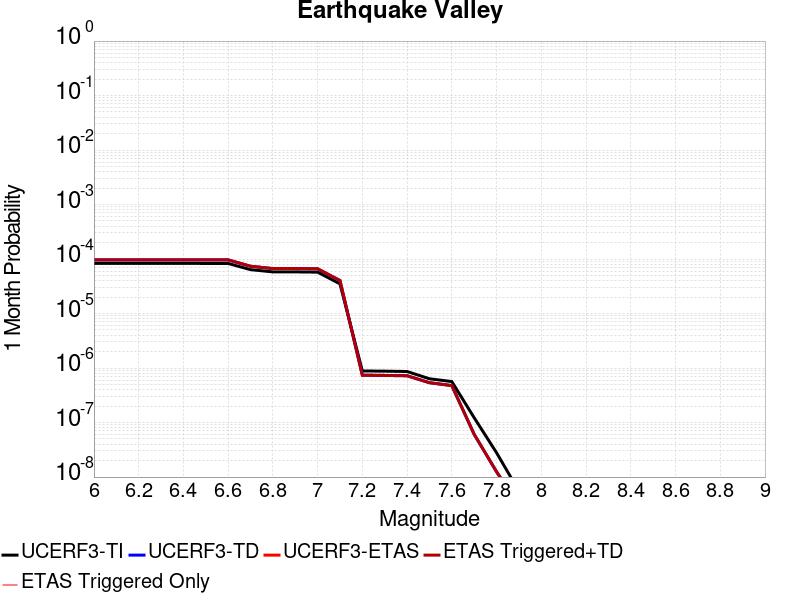 Earthquake Valley
10^0
10^-1
10^-2
10^-3
10^-4
10^-5
10^-6
10^-7
10^-8
1 Month Probability
6 6.2 6.4 6.6 6.8 7 7.2 7.4 7.6 7.8 8 8.2 8.4 8.6 8.8 9
Magnitude
UCERF3-TI UCERF3-TD UCERF3-ETAS ETAS Triggered+TD
ETAS Triggered Only